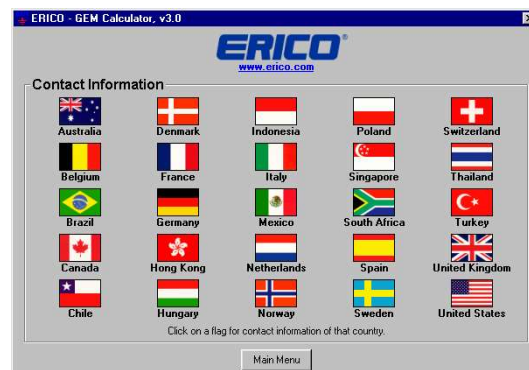 ERICO - GEM Calculator, v3.0
ERICO
www.erico.com
Contact Information
Australia Denmark Indonesia Poland Switzerland
Belgium France Italy Singapore Thailand
Brazil Germany Mexico South Africa Turkey
Canada Hong Kong Netherlands Spain United Kingdom
Chile Hungary Norway Sweden United States
Click on a flag for contact information of that country.
Main Menu